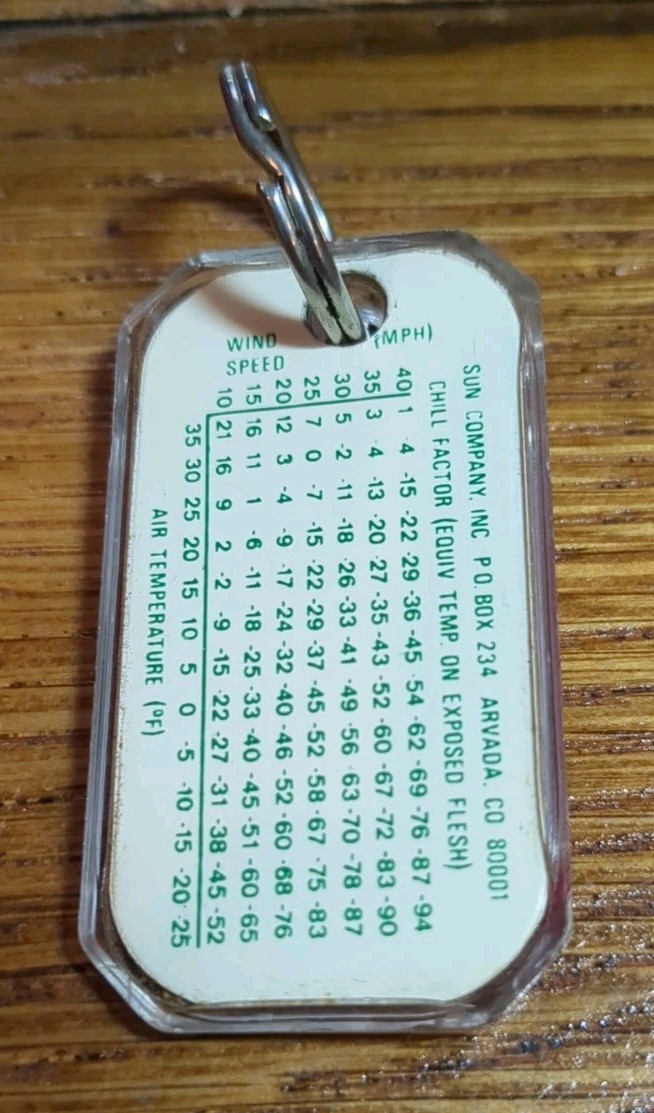 SUN COMPANY, INC P.O. BOX 234 ARVADA, CO 80001
CHILL FACTOR (EQUIV TEMP. ON EXPOSED FLESH)
WIND (MPH)
SPEED
40 1 -4 -15 -22 -29 -36 -45 -54 -62 -69 -76 -87 -94
35 3 -4 -13 -20 -27 -35 -43 -52 -60 -67 -72 -83 -90
30 5 -2 -11 -18 -26 -33 -41 -49 -56 -63 -70 -78 -87
25 7 0 -7 -15 -22 -29 -37 -45 -52 -58 -67 -75 -83
20 12 3 -4 -9 -17 -24 -32 -40 -46 -52 -60 -68 -76
15 16 11 1 -6 -11 -18 -25 -33 -40 -45 -51 -60 -65
10 21 16 9 2 -2 -9 -15 -22 -27 -31 -38 -45 -52
35 30 25 20 15 10 5 0 -5 -10 -15 -20 -25
AIR TEMPERATURE (°F)